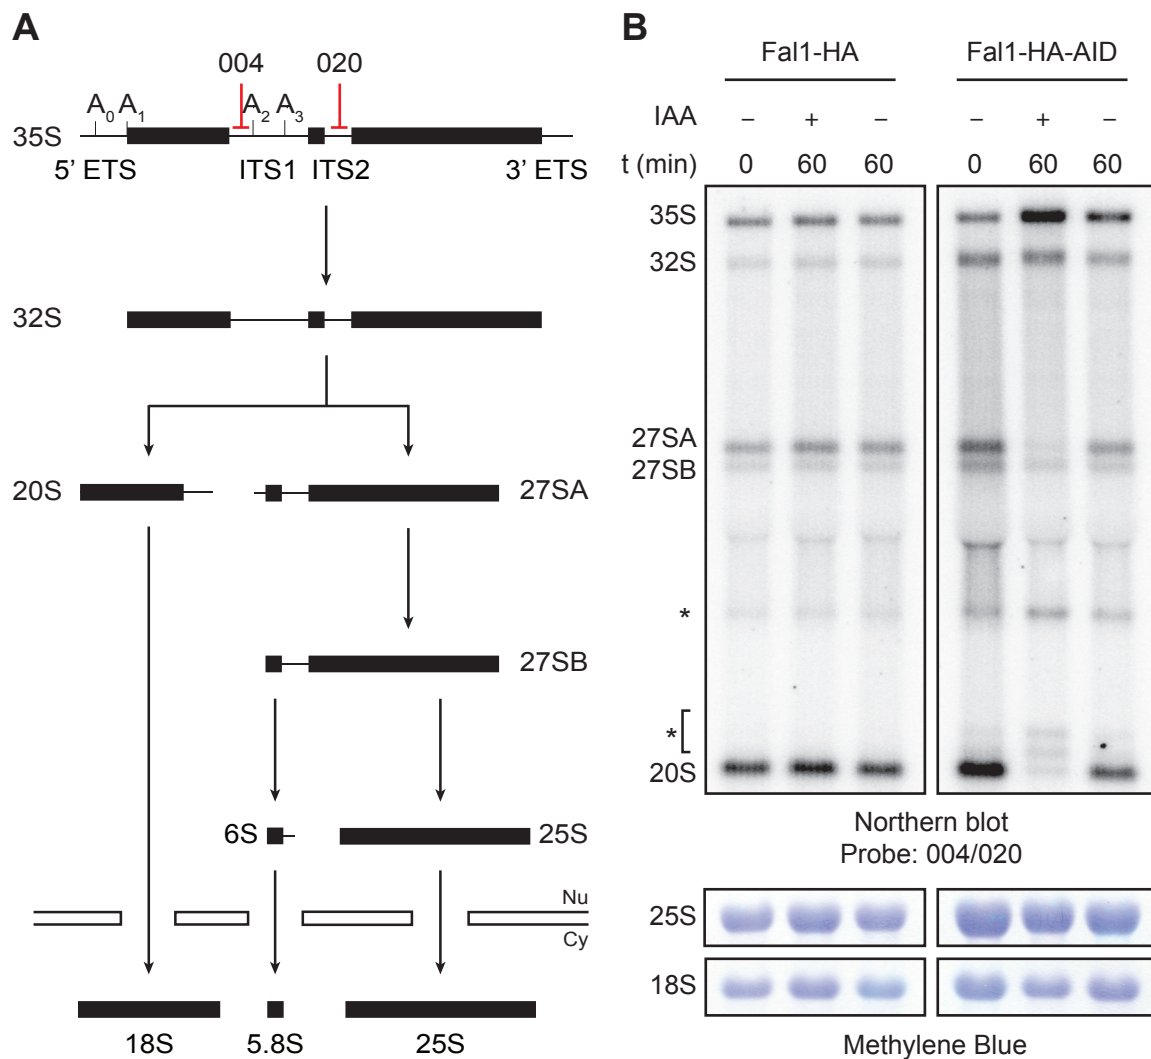 A
004 020
A0 A1 A2 A3
35S
5' ETS ITS1 ITS2 3' ETS
32S
20S 27SA
27SB
6S 25S
Nu
Cy
18S 5.8S 25S
B
Fal1-HA Fal1-HA-AID
IAA – + – – + –
t (min) 0 60 60 0 60 60
35S
32S
27SA
27SB
*
*
20S
Northern blot
Probe: 004/020
25S
18S
Methylene Blue